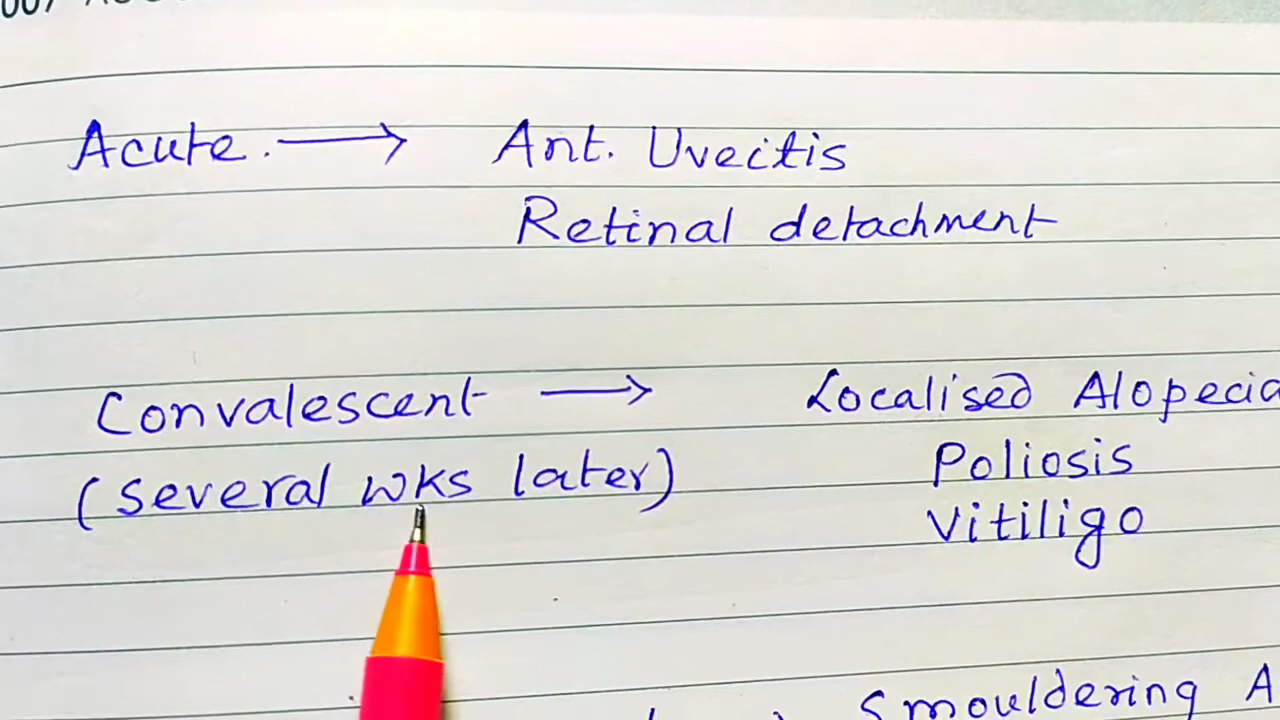 Acute. → Ant. Uveitis
Retinal detachment
Convalescent → Localised Alopecia
(several wks later) Poliosis
Vitiligo
Smouldering A